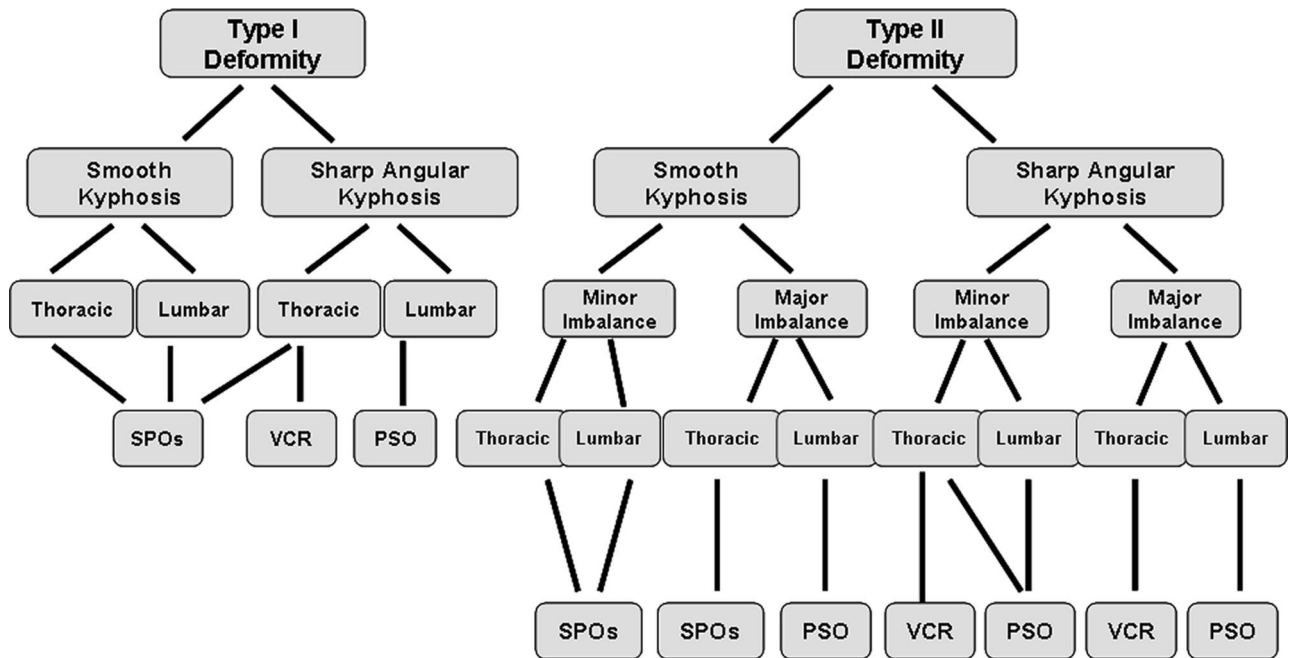 Type I
Deformity
Type II
Deformity
Smooth
Kyphosis
Sharp Angular
Kyphosis
Smooth
Kyphosis
Sharp Angular
Kyphosis
Thoracic
Lumbar
Thoracic
Lumbar
Minor
Imbalance
Major
Imbalance
Minor
Imbalance
Major
Imbalance
SPOs
VCR
PSO
Thoracic
Lumbar
Thoracic
Lumbar
Thoracic
Lumbar
Thoracic
Lumbar
SPOs
SPOs
PSO
VCR
PSO
VCR
PSO